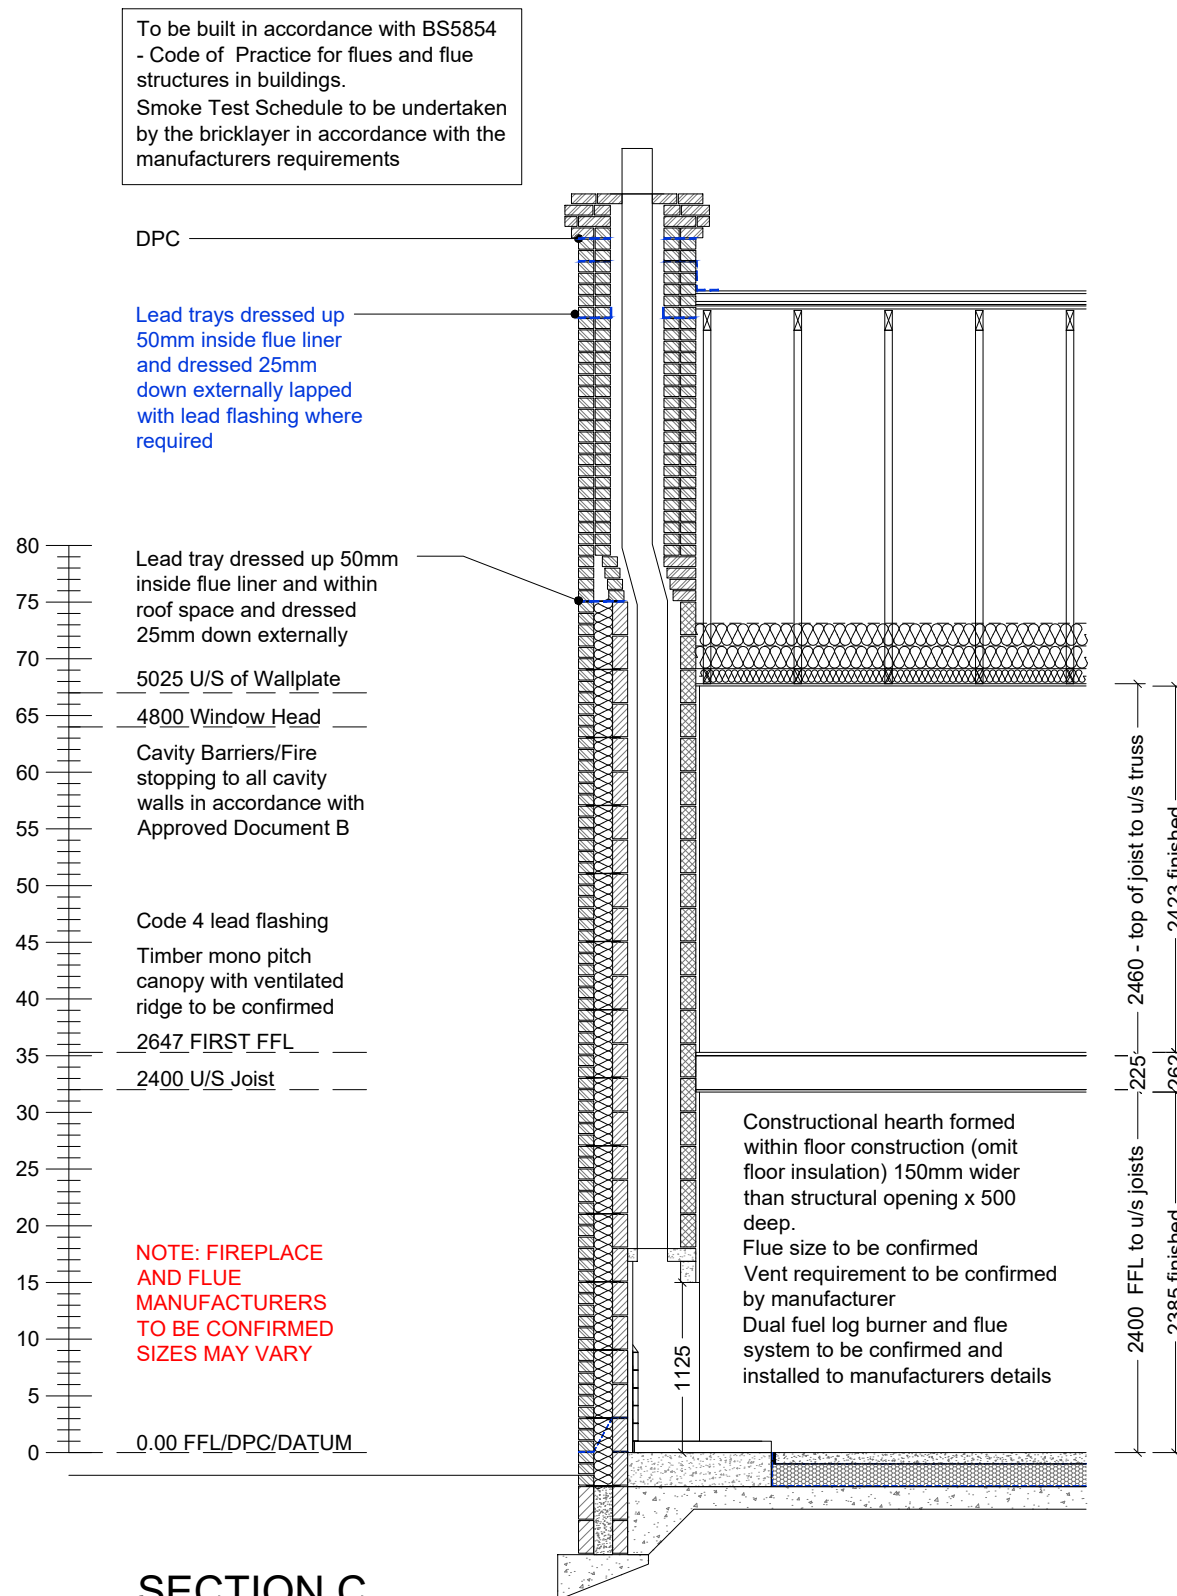 To be built in accordance with BS5854
- Code of Practice for flues and flue
structures in buildings.
Smoke Test Schedule to be undertaken
by the bricklayer in accordance with the
manufacturers requirements
DPC
Lead trays dressed up
50mm inside flue liner
and dressed 25mm
down externally lapped
with lead flashing where
required
80
75
70
65
60
55
50
45
40
35
30
25
20
15
10
5
0
Lead tray dressed up 50mm
inside flue liner and within
roof space and dressed
25mm down externally
5025 U/S of Wallplate
4800 Window Head
Cavity Barriers/Fire
stopping to all cavity
walls in accordance with
Approved Document B
Code 4 lead flashing
Timber mono pitch
canopy with ventilated
ridge to be confirmed
2647 FIRST FFL
2400 U/S Joist
NOTE: FIREPLACE
AND FLUE
MANUFACTURERS
TO BE CONFIRMED
SIZES MAY VARY
0.00 FFL/DPC/DATUM
Constructional hearth formed
within floor construction (omit
floor insulation) 150mm wider
than structural opening x 500
deep.
Flue size to be confirmed
Vent requirement to be confirmed
by manufacturer
Dual fuel log burner and flue
system to be confirmed and
installed to manufacturers details
1125
2460 - top of joist to u/s truss
225
2400 FFL to u/s joists
2423 finished
262
2385 finished
SECTION C